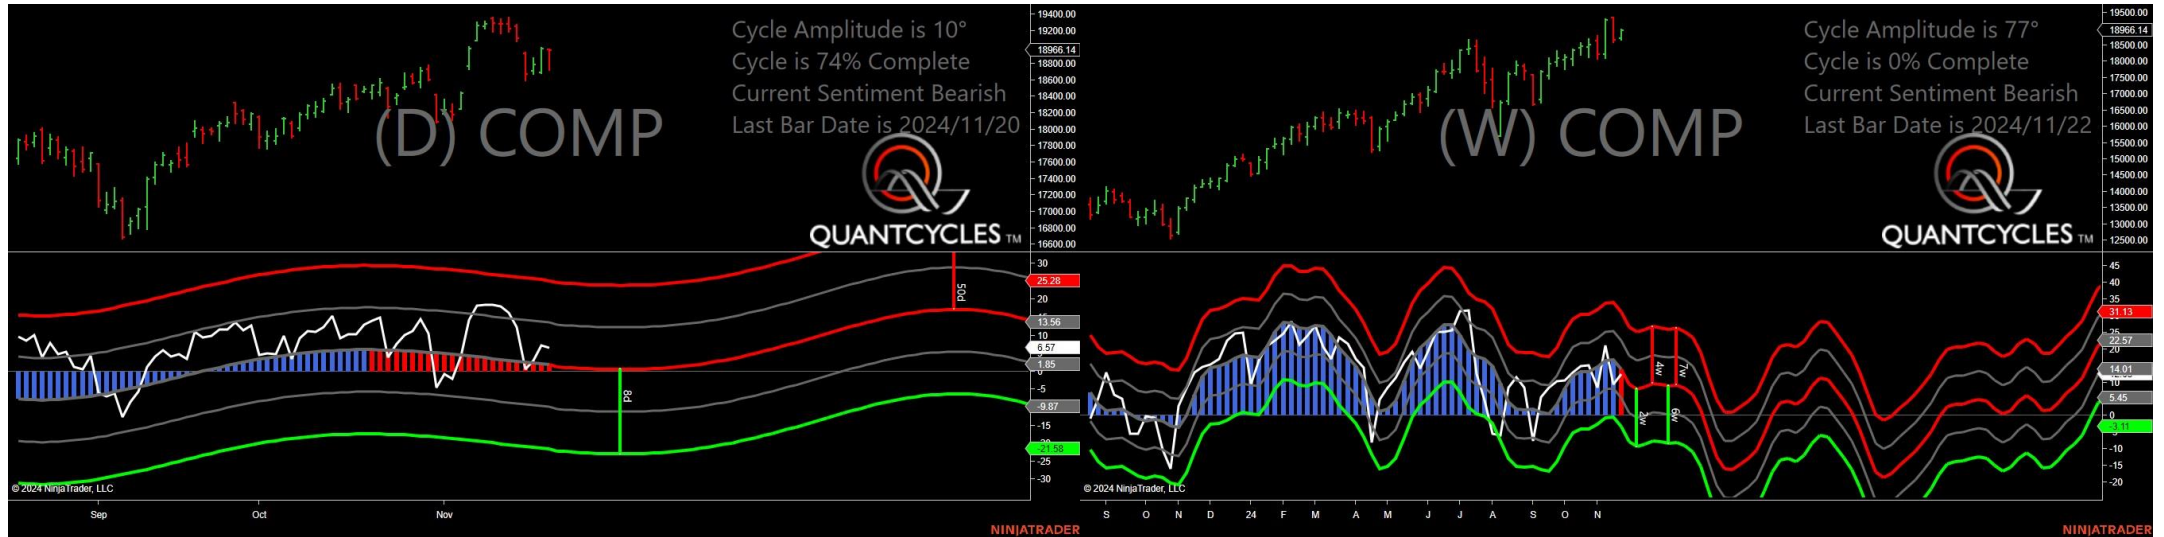 Cycle Amplitude is 10°
Cycle is 74% Complete
Current Sentiment Bearish
Last Bar Date is 2024/11/20
(D) COMP
QUANTCYCLES TM
19400.00
19200.00
18966.14
18800.00
18600.00
18400.00
18200.00
18000.00
17800.00
17600.00
17400.00
17200.00
17000.00
16800.00
16600.00
30
25.28
20
13.56
10
6.57
1.85
0
-5
-9.87
-15
-21.58
-25
-30
50d
8d
© 2024 NinjaTrader, LLC
Sep Oct Nov
NINJATRADER
Cycle Amplitude is 77°
Cycle is 0% Complete
Current Sentiment Bearish
Last Bar Date is 2024/11/22
(W) COMP
QUANTCYCLES TM
19500.00
18966.14
18500.00
18000.00
17500.00
17000.00
16500.00
16000.00
15500.00
15000.00
14500.00
14000.00
13500.00
13000.00
12500.00
45
40
35
31.13
25
22.57
20
14.01
10
5.45
0
-3.11
-10
-15
-20
4w
7w
2w
6w
© 2024 NinjaTrader, LLC
S O N D 24 F M A M J J A S O N
NINJATRADER